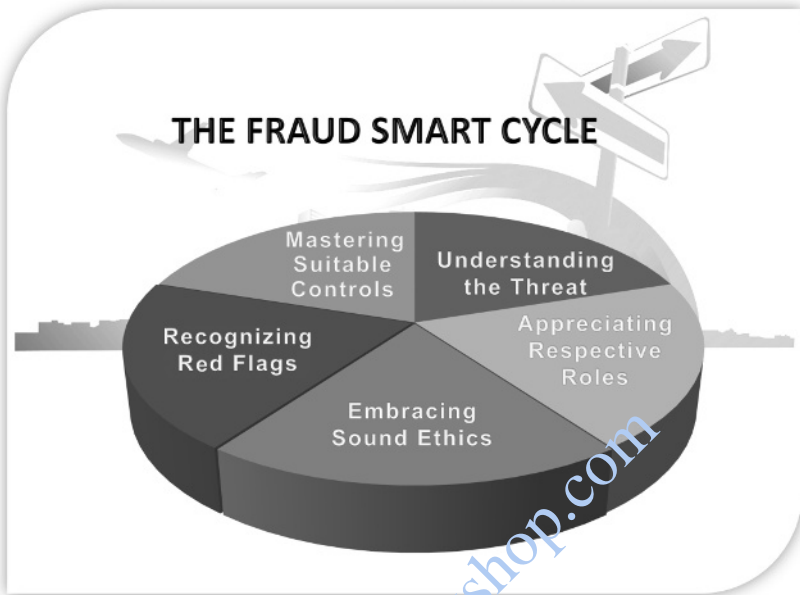 THE FRAUD SMART CYCLE
Mastering
Suitable
Controls
Understanding
the Threat
Appreciating
Respective
Roles
Recognizing
Red Flags
Embracing
Sound Ethics
shop.com